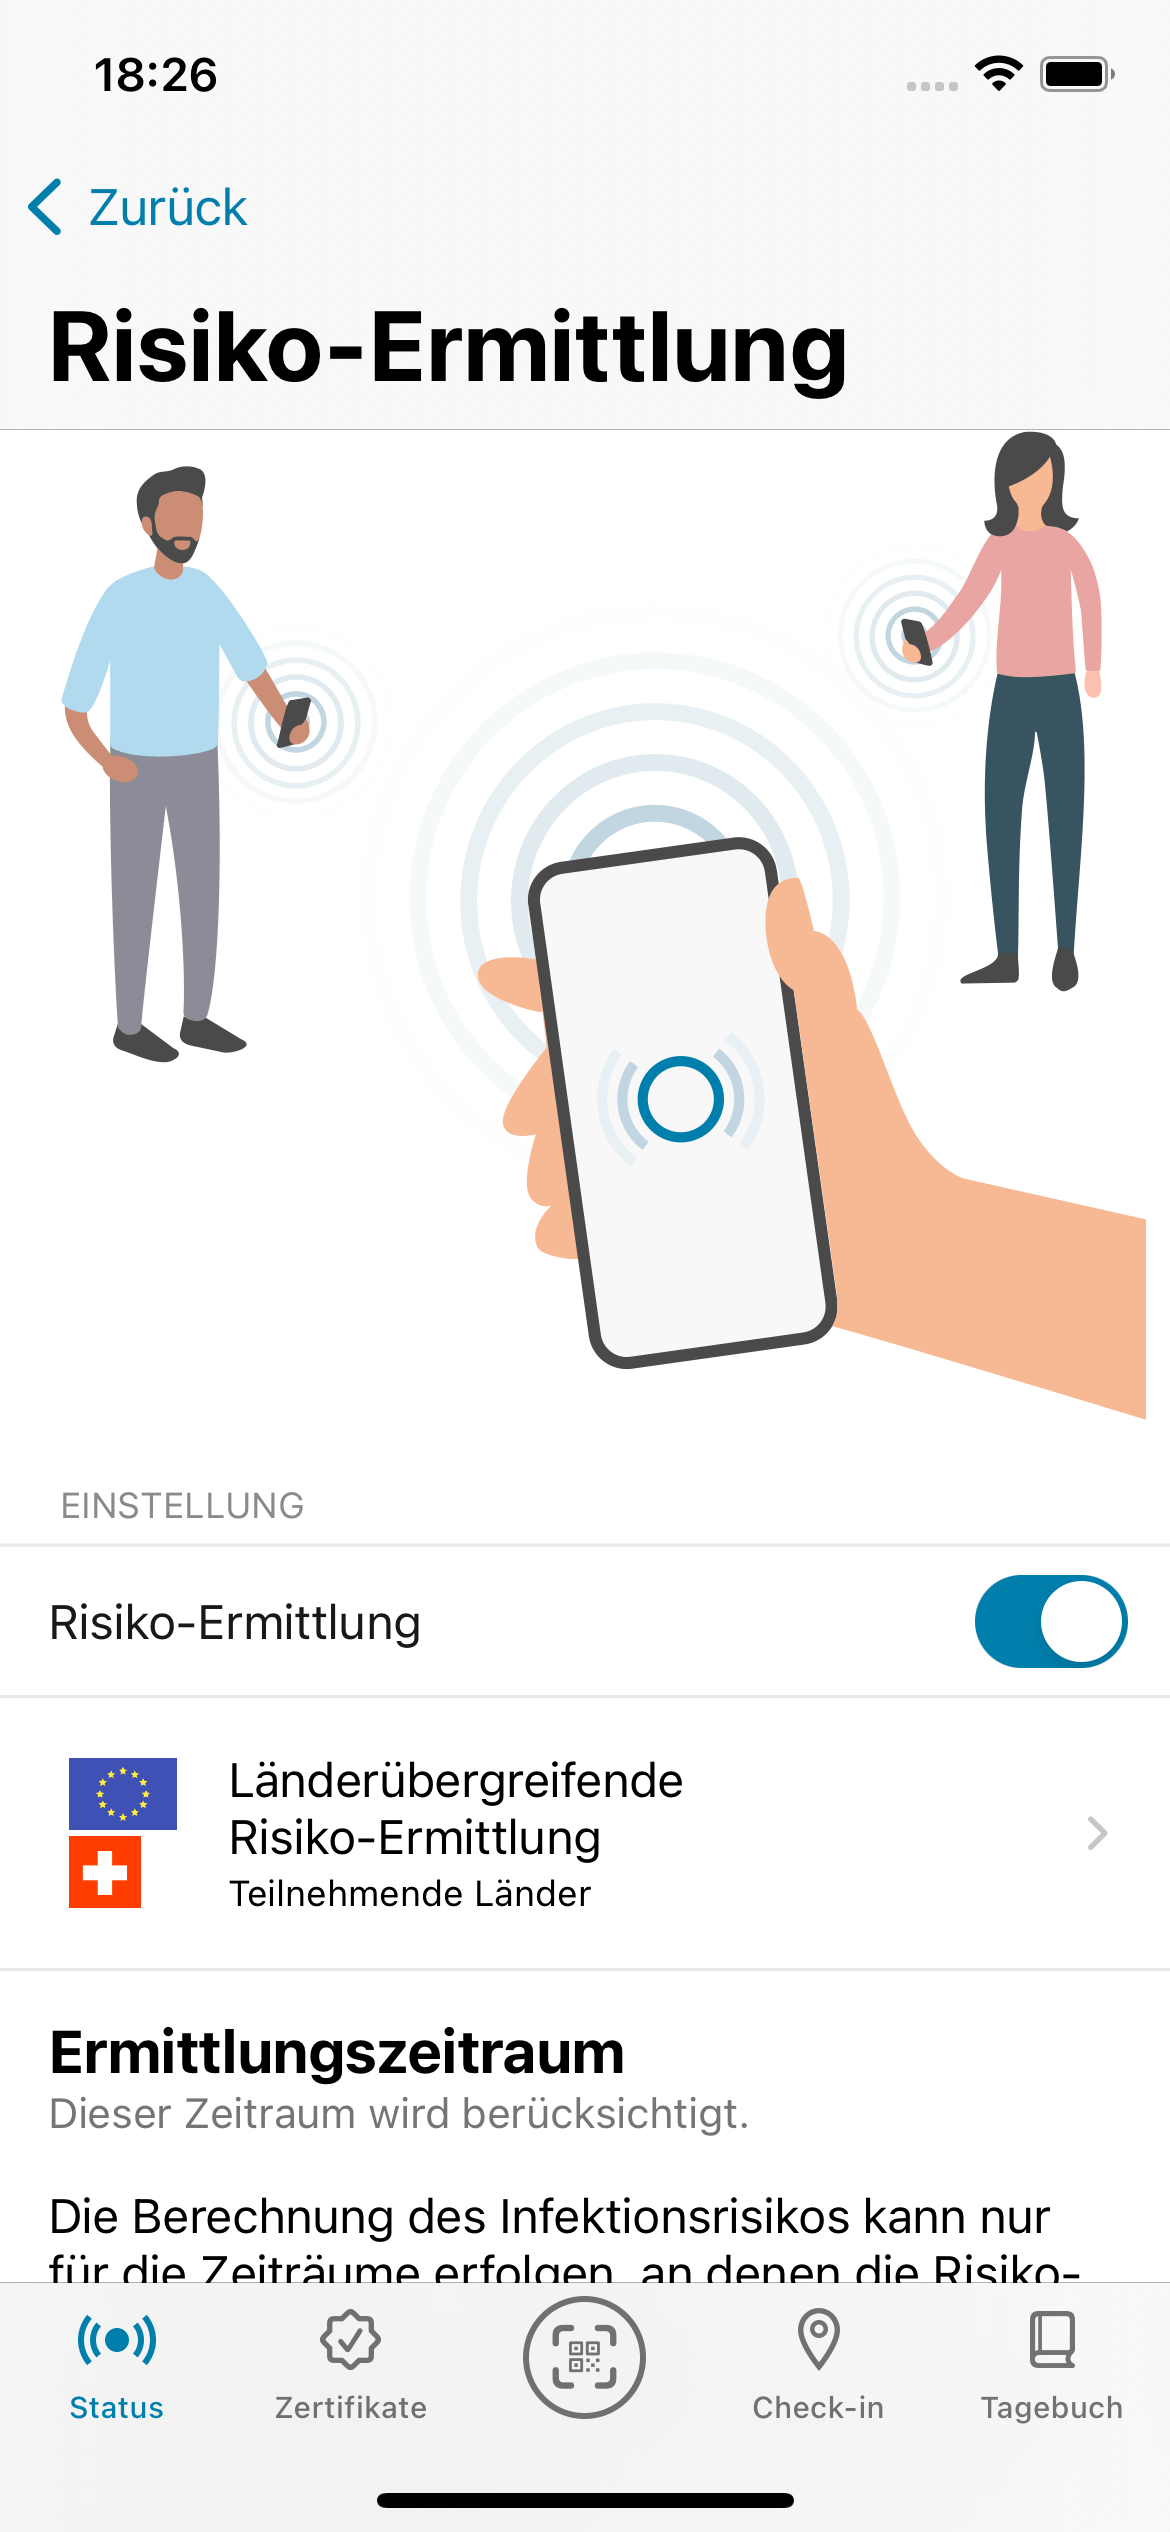 18:26
Zurück
Risiko-Ermittlung
EINSTELLUNG
Risiko-Ermittlung
Länderübergreifende
Risiko-Ermittlung
Teilnehmende Länder
Ermittlungszeitraum
Dieser Zeitraum wird berücksichtigt.
Die Berechnung des Infektionsrisikos kann nur
für die Zeiträume erfolgen, an denen die Risiko-
Status
Zertifikate
Check-in
Tagebuch